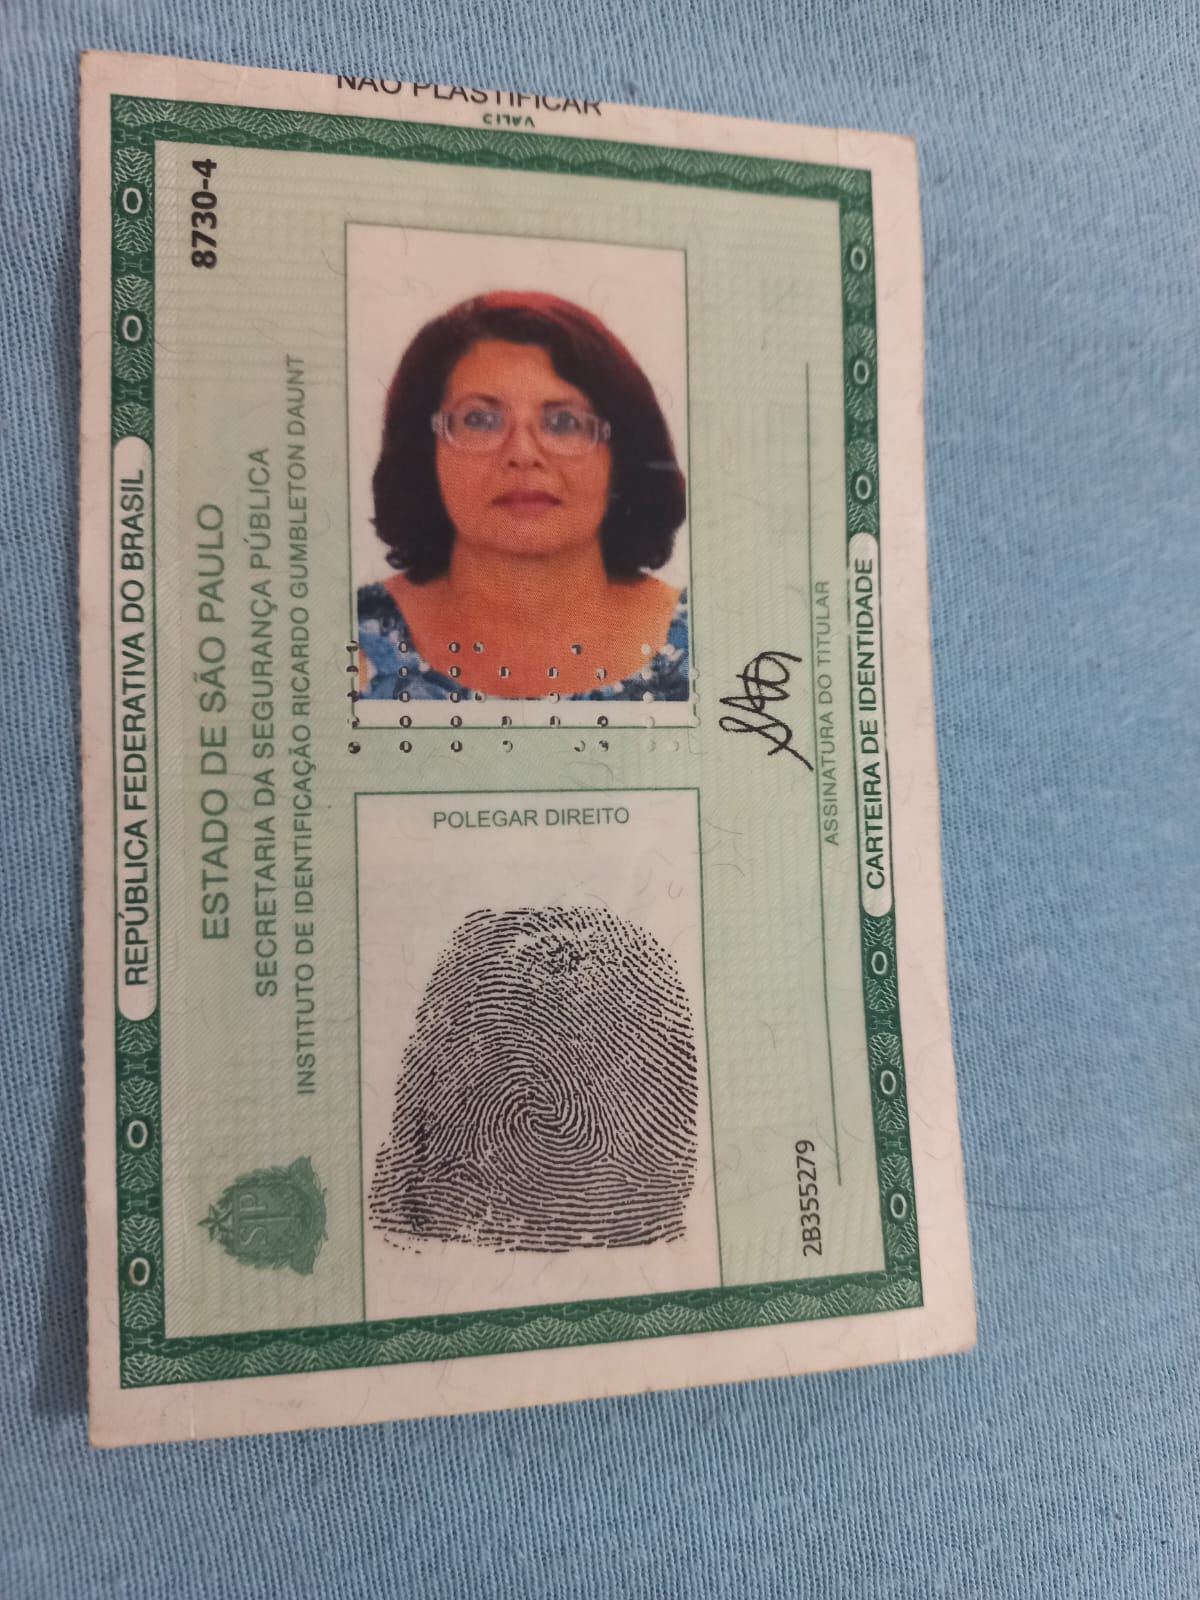 NÃO PLASTIFICAR
REPÚBLICA FEDERATIVA DO BRASIL
8730-4
ESTADO DE SÃO PAULO
SECRETARIA DA SEGURANÇA PÚBLICA
INSTITUTO DE IDENTIFICAÇÃO RICARDO GUMBLETON DAUNT
POLEGAR DIREITO
2B355279
ASSINATURA DO TITULAR
CARTEIRA DE IDENTIDADE